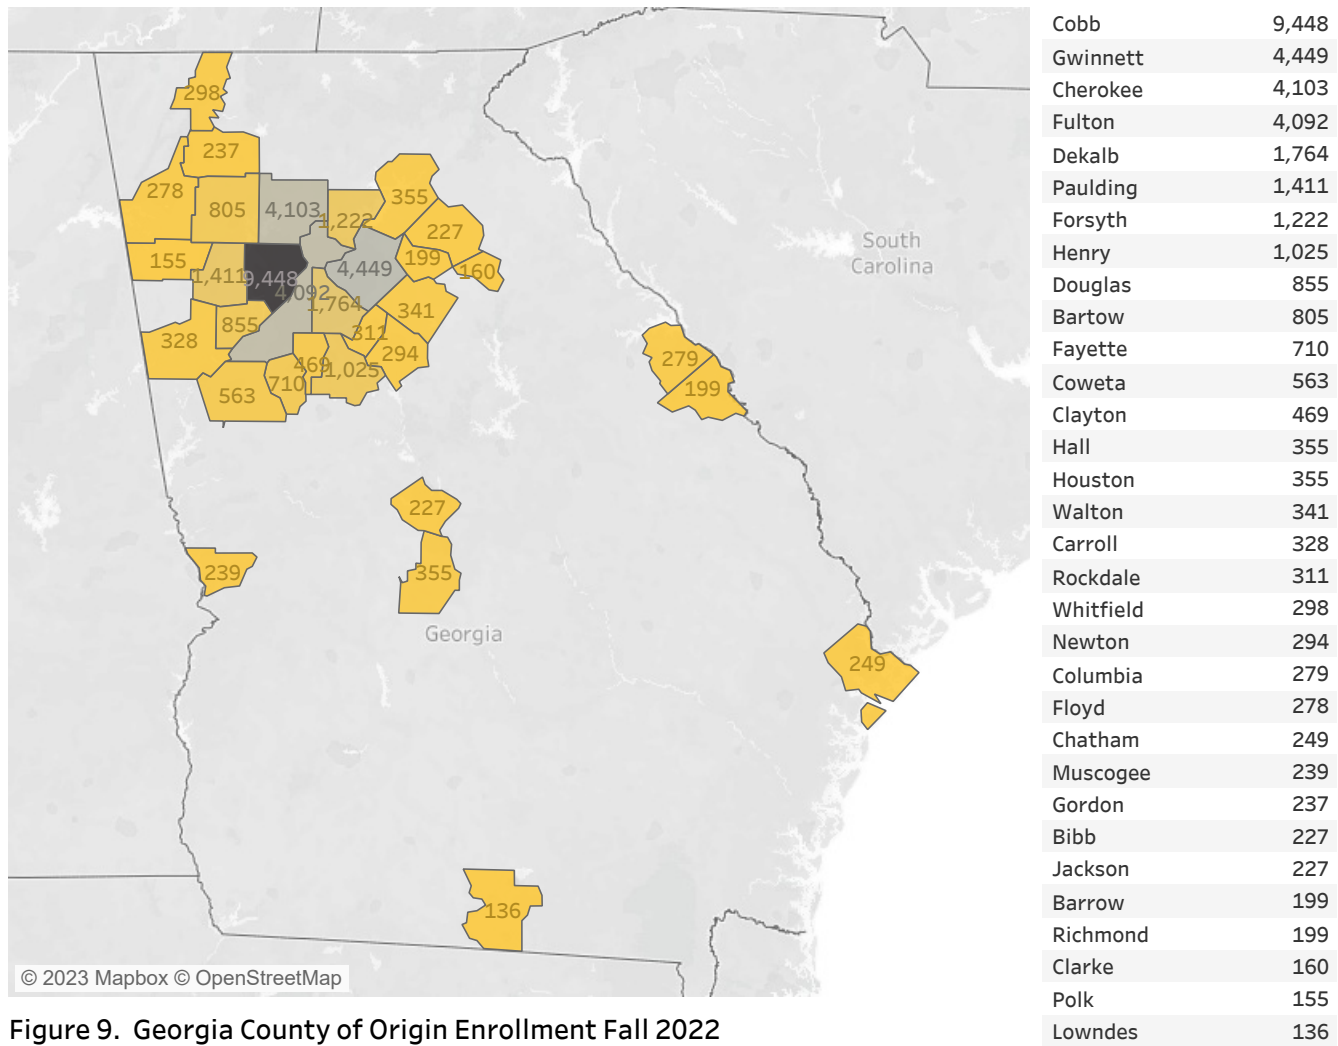 298
237
278
805
4,103
1,222
355
227
199
160
155
1,411
9,448
4,092
4,449
1,764
341
311
294
328
855
469
1,025
710
563
279
199
227
355
239
249
136
South
Carolina
Georgia
© 2023 Mapbox © OpenStreetMap
Cobb 9,448
Gwinnett 4,449
Cherokee 4,103
Fulton 4,092
Dekalb 1,764
Paulding 1,411
Forsyth 1,222
Henry 1,025
Douglas 855
Bartow 805
Fayette 710
Coweta 563
Clayton 469
Hall 355
Houston 355
Walton 341
Carroll 328
Rockdale 311
Whitfield 298
Newton 294
Columbia 279
Floyd 278
Chatham 249
Muscogee 239
Gordon 237
Bibb 227
Jackson 227
Barrow 199
Richmond 199
Clarke 160
Polk 155
Lowndes 136
Figure 9. Georgia County of Origin Enrollment Fall 2022